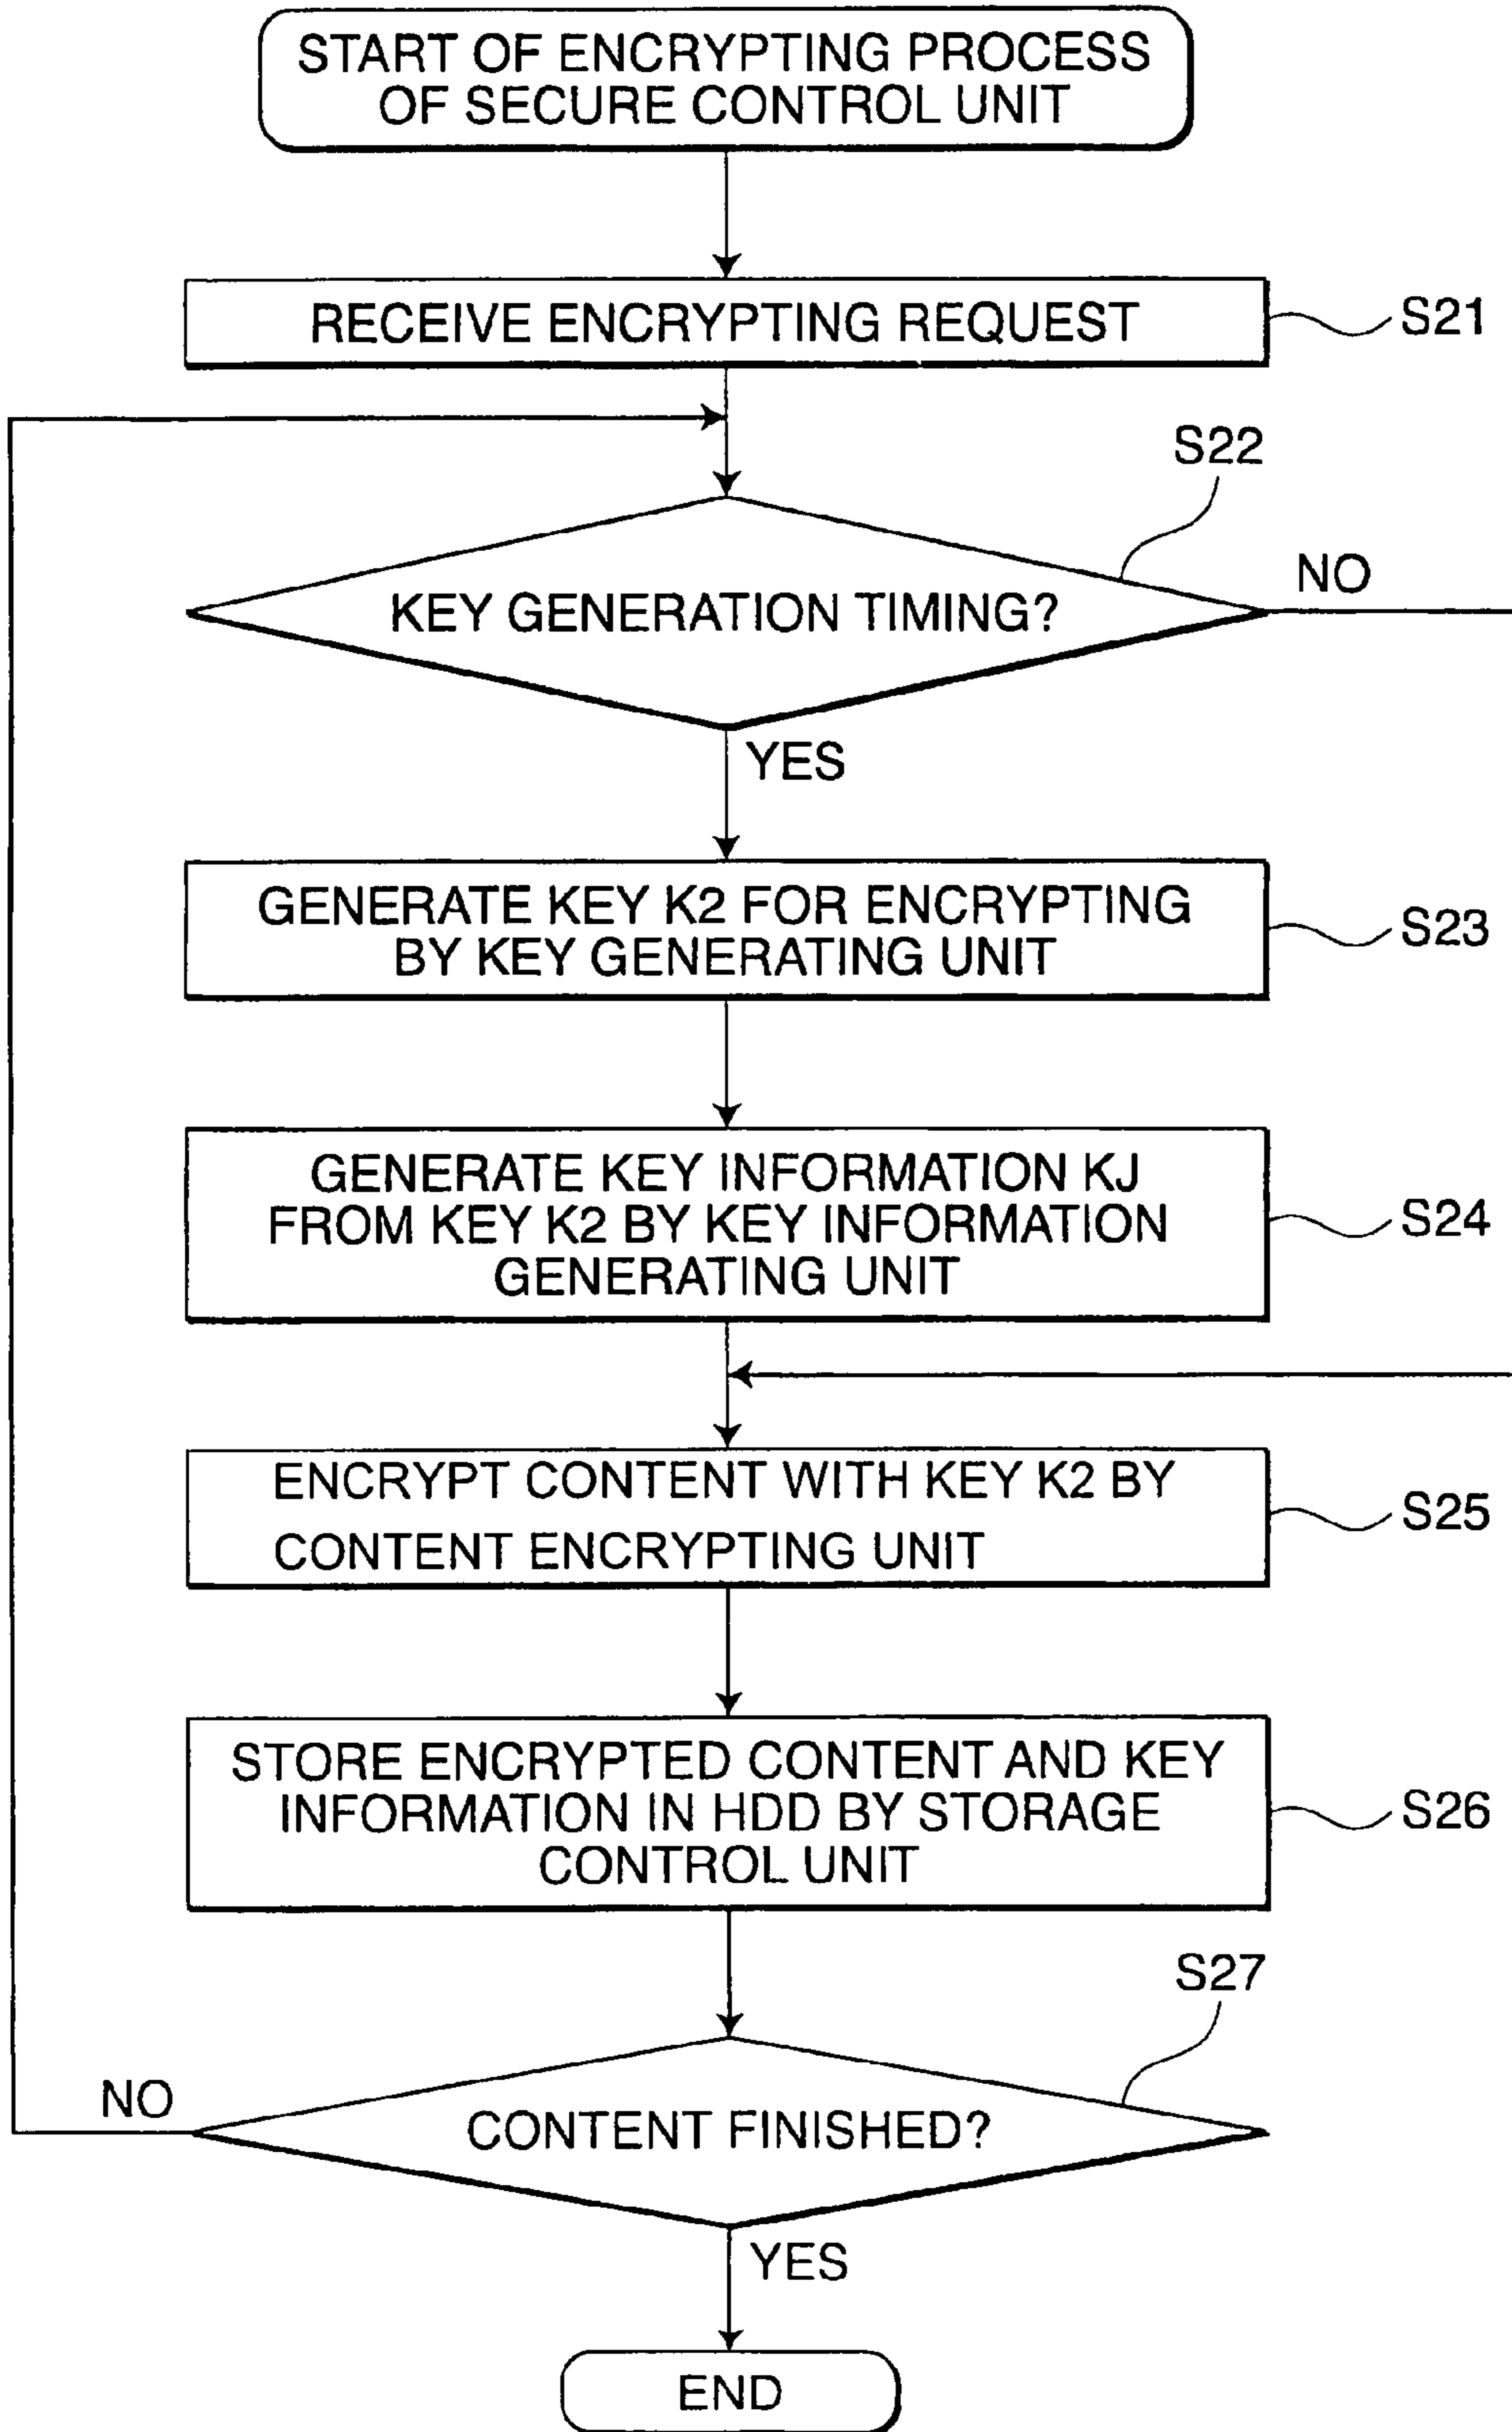 START OF ENCRYPTING PROCESS
OF SECURE CONTROL UNIT
RECEIVE ENCRYPTING REQUEST
S21
S22
KEY GENERATION TIMING?
NO
YES
GENERATE KEY K2 FOR ENCRYPTING
BY KEY GENERATING UNIT
S23
GENERATE KEY INFORMATION KJ
FROM KEY K2 BY KEY INFORMATION
GENERATING UNIT
S24
ENCRYPT CONTENT WITH KEY K2 BY
CONTENT ENCRYPTING UNIT
S25
STORE ENCRYPTED CONTENT AND KEY
INFORMATION IN HDD BY STORAGE
CONTROL UNIT
S26
S27
NO
CONTENT FINISHED?
YES
END